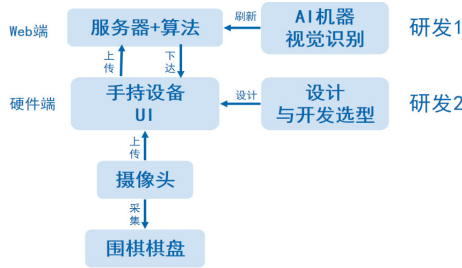 Web端
服务器+算法
刷新
AI机器
视觉识别
研发1
上传
下达
硬件端
手持设备
UI
设计
设计
与开发选型
研发2
上传
摄像头
采集
围棋棋盘